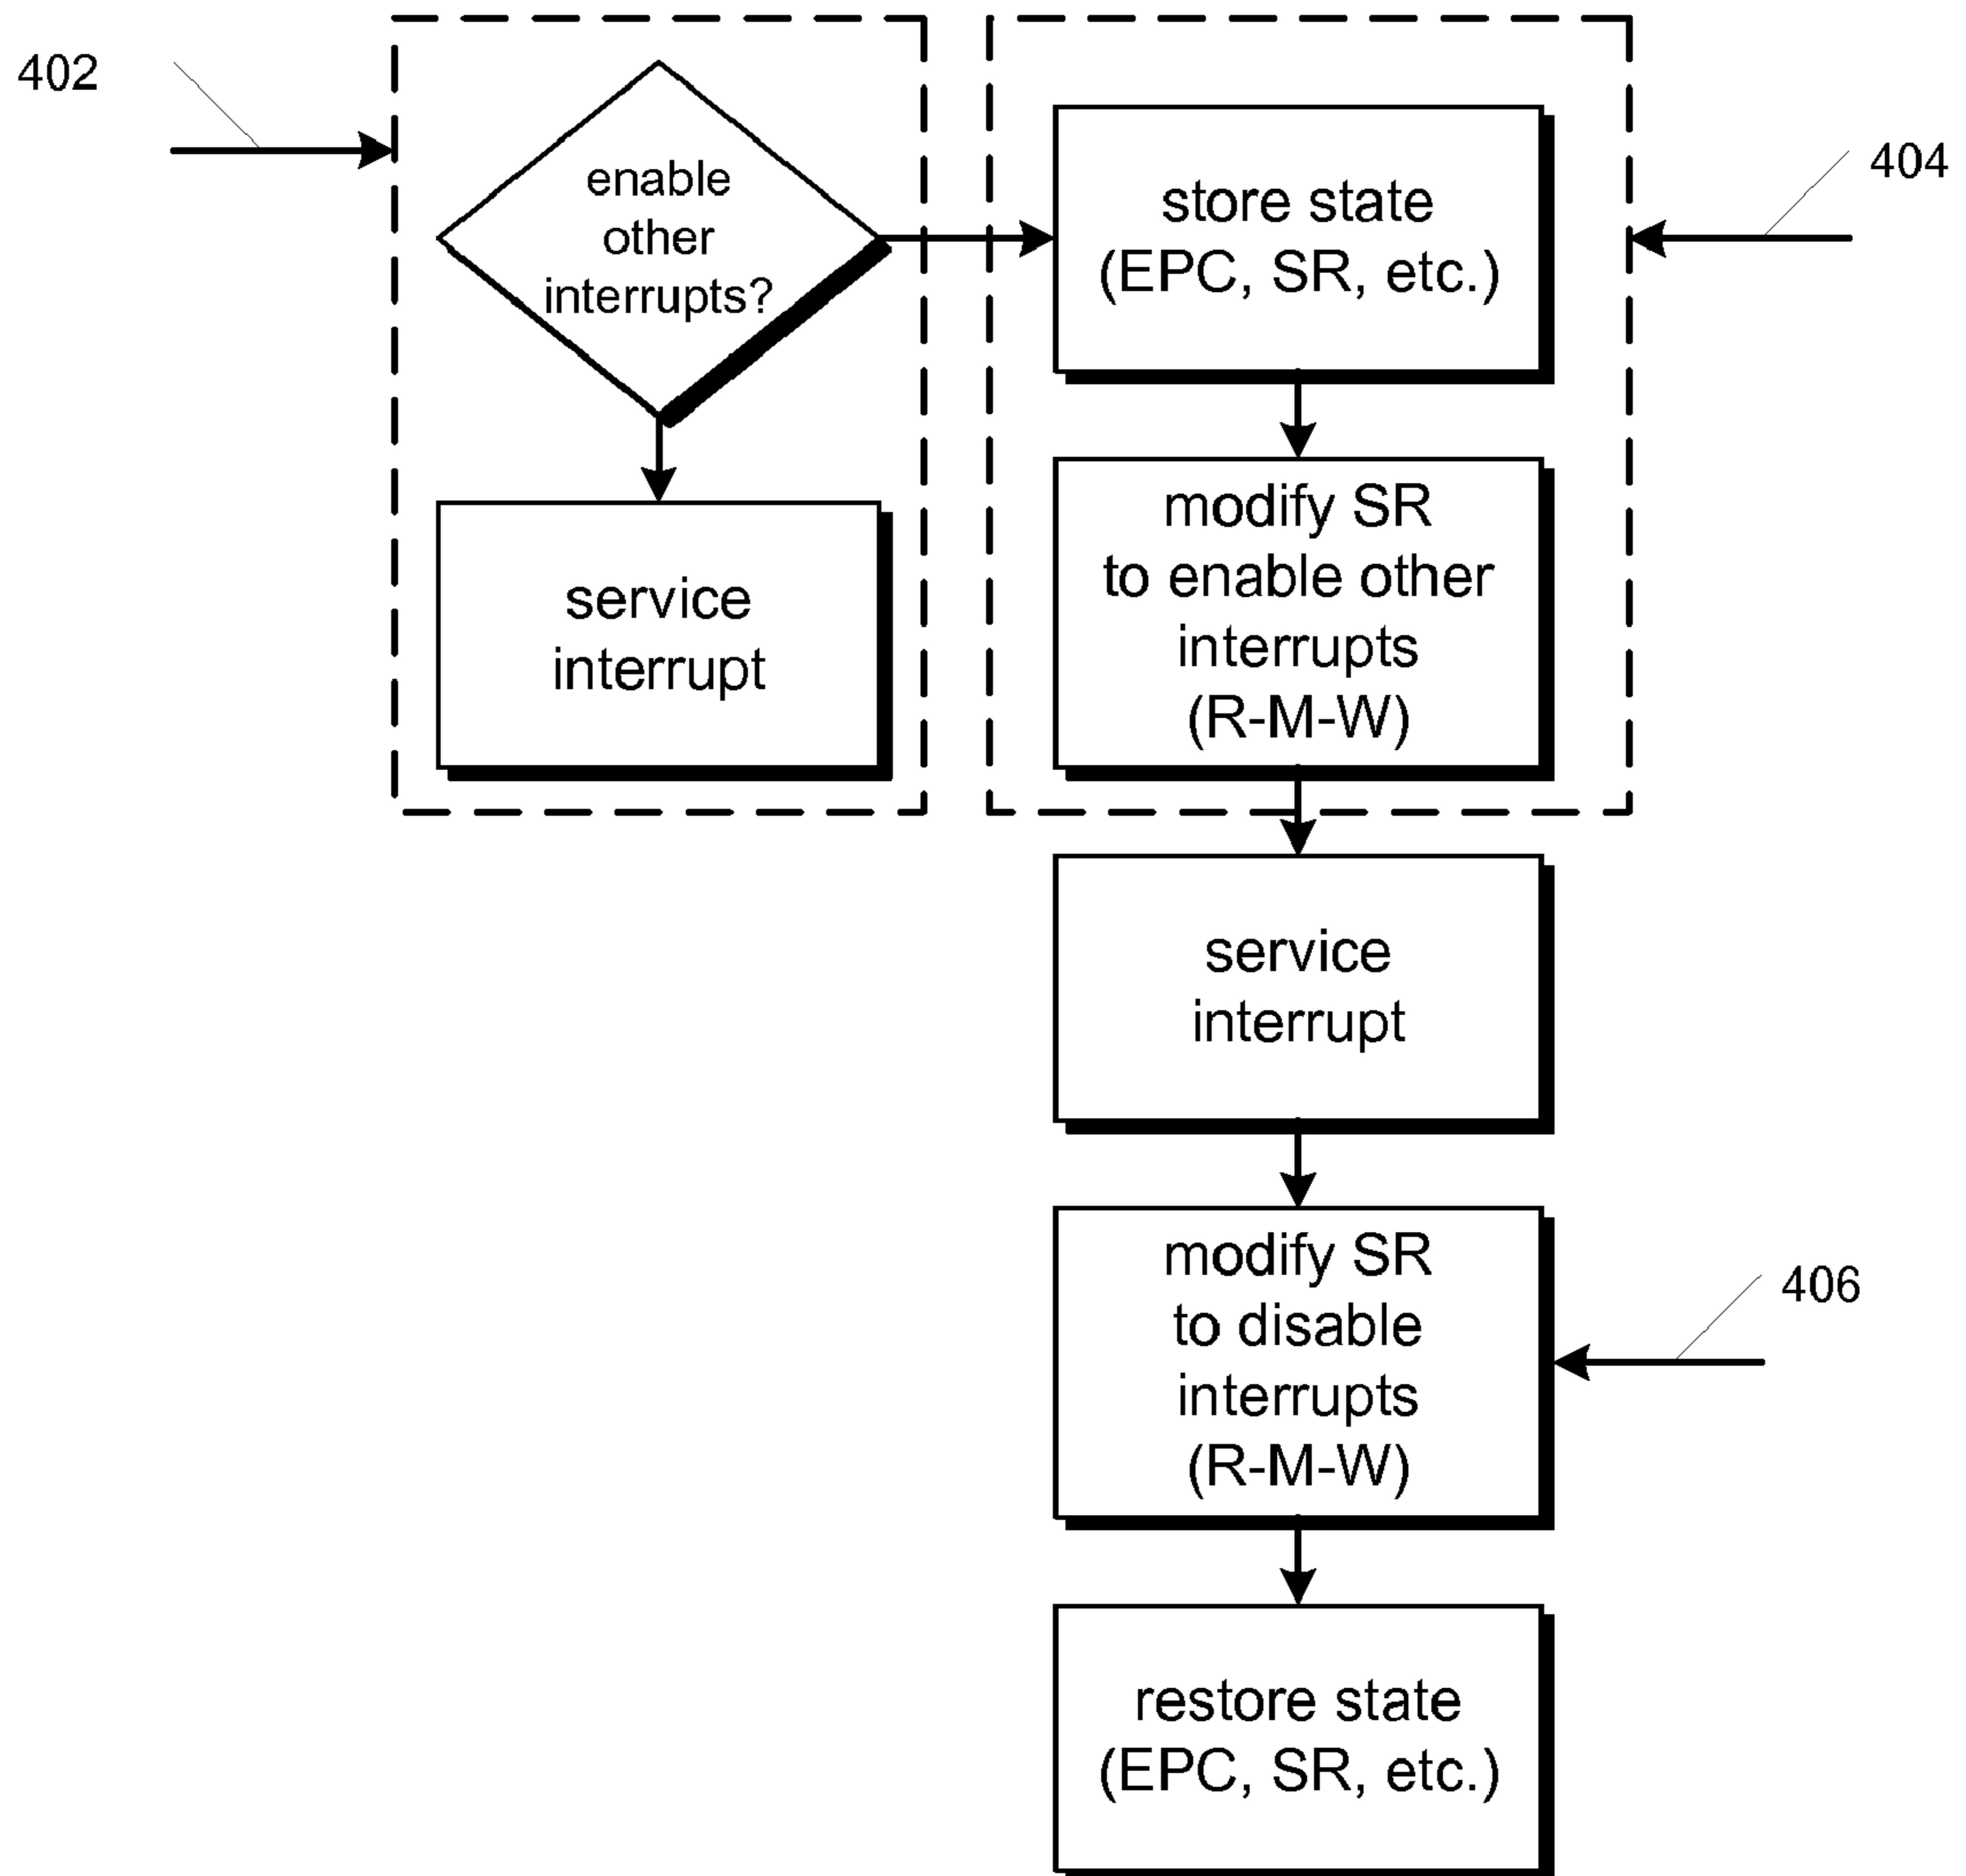 402
enable
other
interrupts?
service
interrupt
store state
(EPC, SR, etc.)
404
modify SR
to enable other
interrupts
(R-M-W)
service
interrupt
modify SR
to disable
interrupts
(R-M-W)
406
restore state
(EPC, SR, etc.)